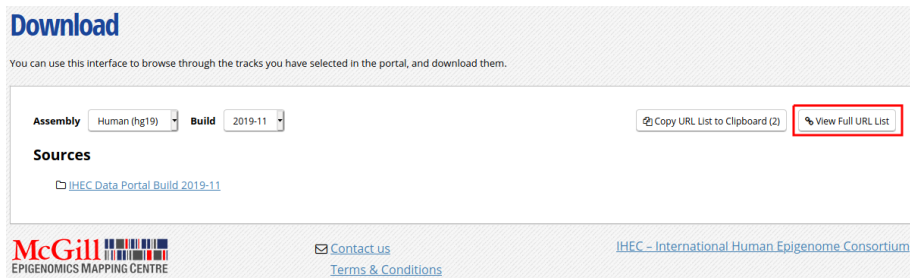 Download
You can use this interface to browse through the tracks you have selected in the portal, and download them.
Assembly Human (hg19) Build 2019-11 Copy URL List to Clipboard (2) View Full URL List
Sources
IHEC Data Portal Build 2019-11
McGill
EPIGENOMICS MAPPING CENTRE
Contact us
Terms & Conditions
IHEC – International Human Epigenome Consortium